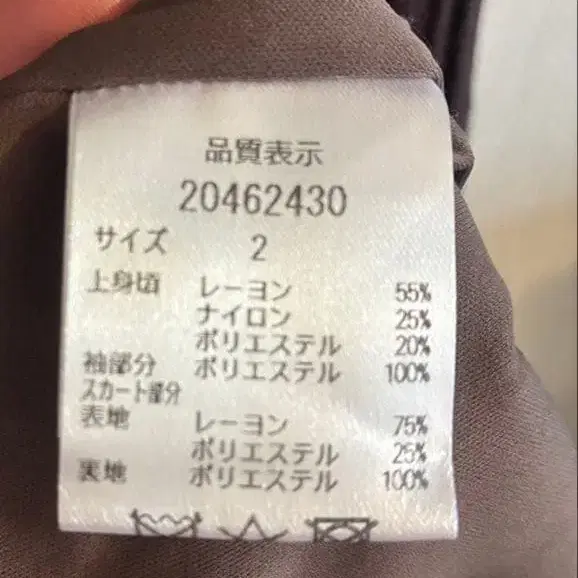 品質表示
20462430
サイズ 2
上身頃 レーヨン 55%
ナイロン 25%
ポリエステル 20%
袖部分 ポリエステル 100%
スカート部分
表地 レーヨン 75%
ポリエステル 25%
裏地 ポリエステル 100%